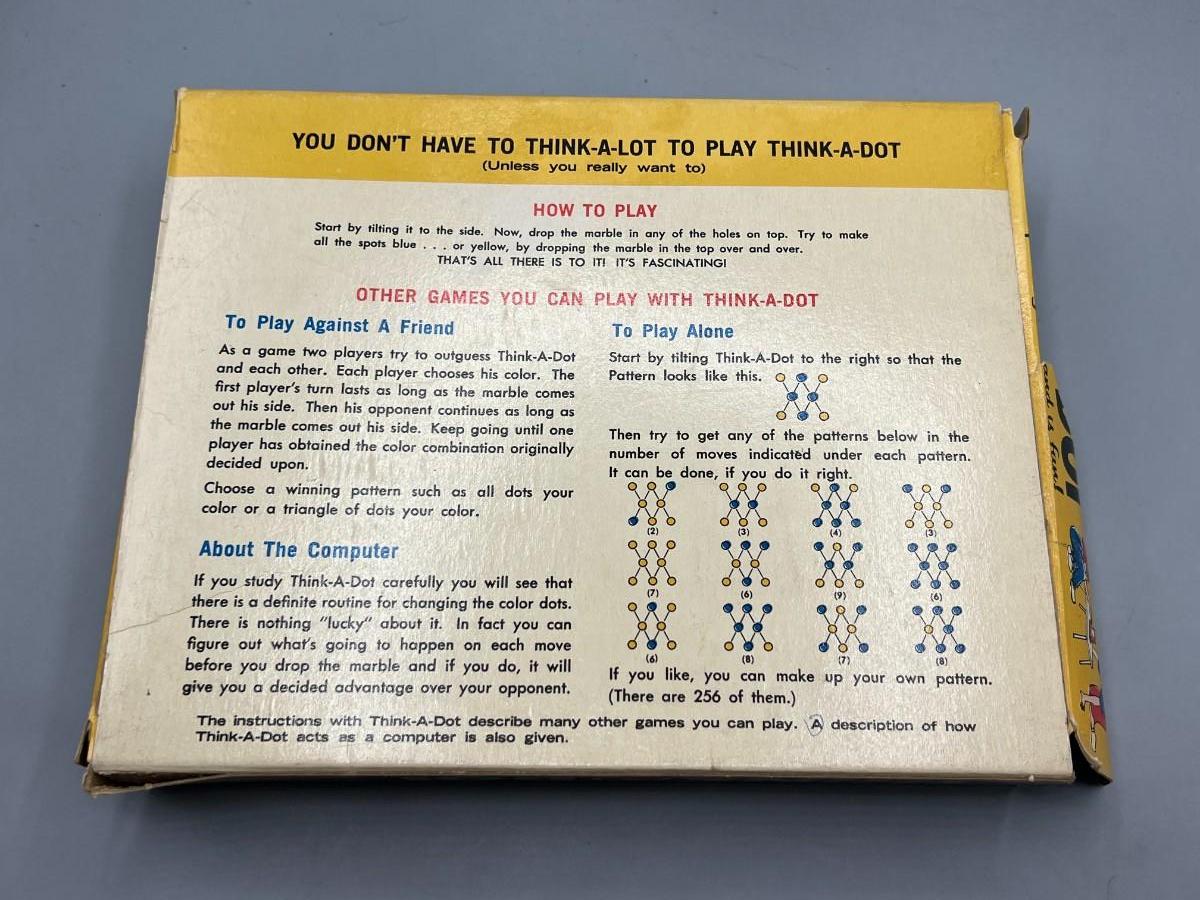 YOU DON'T HAVE TO THINK-A-LOT TO PLAY THINK-A-DOT
(Unless you really want to)
HOW TO PLAY
Start by tilting it to the side. Now, drop the marble in any of the holes on top. Try to make
all the spots blue . . . or yellow, by dropping the marble in the top over and over.
THAT'S ALL THERE IS TO IT! IT'S FASCINATING!
OTHER GAMES YOU CAN PLAY WITH THINK-A-DOT
To Play Against A Friend
As a game two players try to outguess Think-A-Dot
and each other. Each player chooses his color. The
first player's turn lasts as long as the marble comes
out his side. Then his opponent continues as long as
the marble comes out his side. Keep going until one
player has obtained the color combination originally
decided upon.
Choose a winning pattern such as all dots your
color or a triangle of dots your color.
About The Computer
If you study Think-A-Dot carefully you will see that
there is a definite routine for changing the color dots.
There is nothing "lucky" about it. In fact you can
figure out what's going to happen on each move
before you drop the marble and if you do, it will
give you a decided advantage over your opponent.
To Play Alone
Start by tilting Think-A-Dot to the right so that the
Pattern looks like this.
Then try to get any of the patterns below in the
number of moves indicated under each pattern.
It can be done, if you do it right.
(2) (3) (4) (3)
(7) (6) (9) (6)
(6) (8) (7) (8)
If you like, you can make up your own pattern.
(There are 256 of them.)
The instructions with Think-A-Dot describe many other games you can play. A description of how
Think-A-Dot acts as a computer is also given.
and is fun!